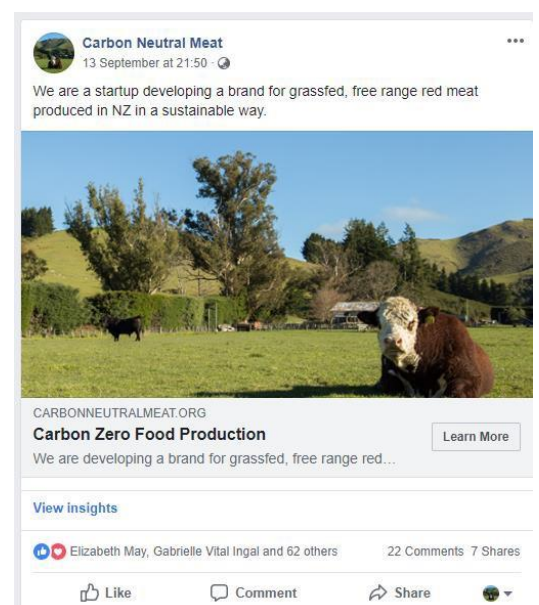 Carbon Neutral Meat
13 September at 21:50 ·
We are a startup developing a brand for grassfed, free range red meat
produced in NZ in a sustainable way.
CARBONNEUTRALMEAT.ORG
Carbon Zero Food Production
Learn More
We are developing a brand for grassfed, free range red…
View insights
Elizabeth May, Gabrielle Vital Ingal and 62 others
22 Comments 7 Shares
Like
Comment
Share